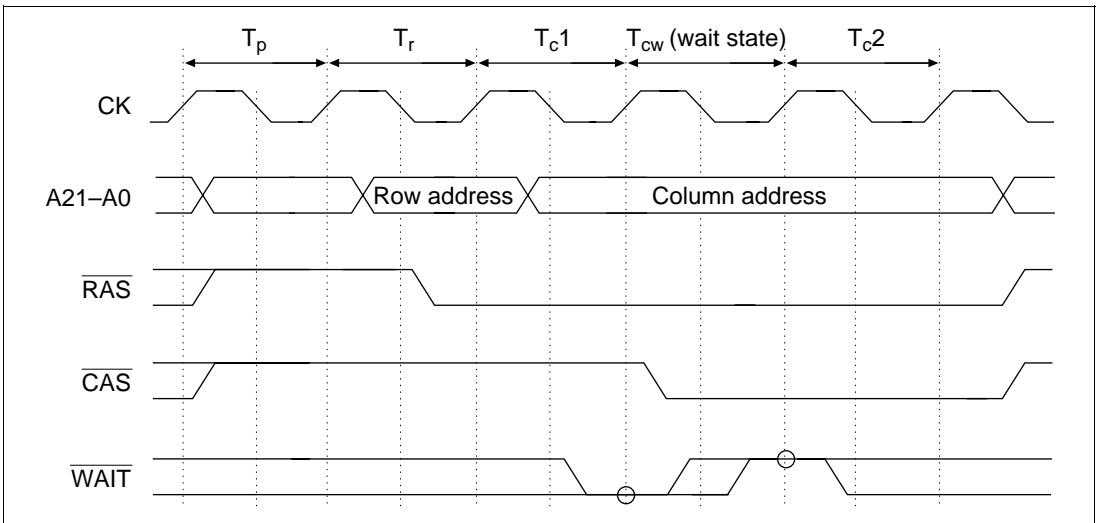 Tp Tr Tc1 Tcw (wait state) Tc2
CK
A21–A0 Row address Column address
RAS
CAS
WAIT